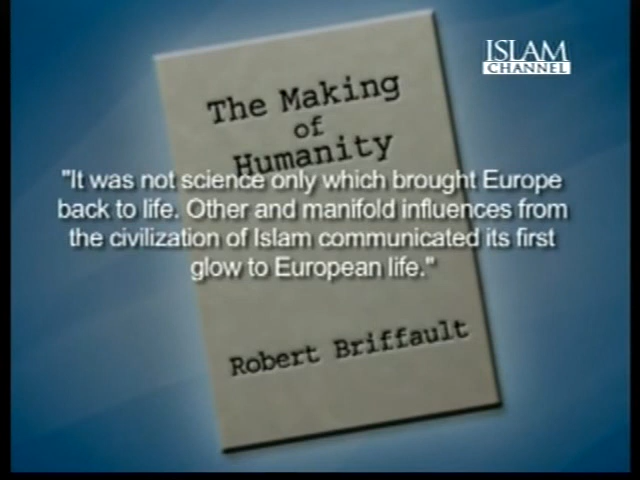 ISLAM
CHANNEL
The Making
of
Humanity
"It was not science only which brought Europe
back to life. Other and manifold influences from
the civilization of Islam communicated its first
glow to European life."
Robert Briffault